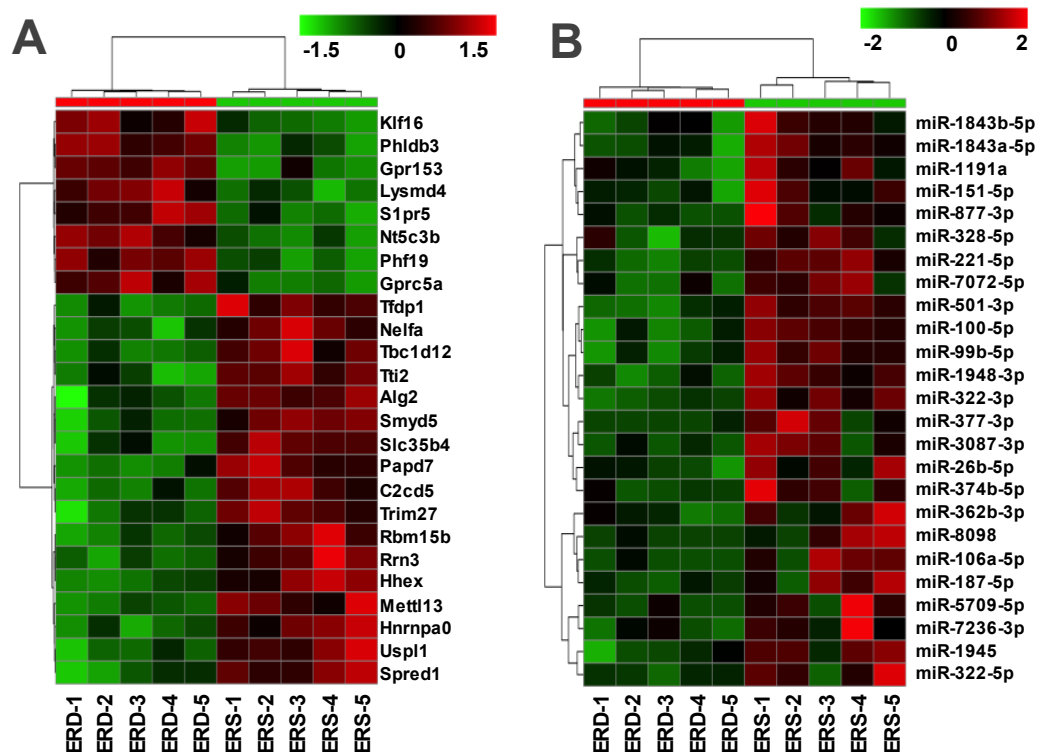 A
-1.5 0 1.5
Klf16
Phldb3
Gpr153
Lysmd4
S1pr5
Nt5c3b
Phf19
Gprc5a
Tfdp1
Nelfa
Tbc1d12
Tti2
Alg2
Smyd5
Slc35b4
Papd7
C2cd5
Trim27
Rbm15b
Rrn3
Hhex
Mettl13
Hnrnpa0
Uspl1
Spred1
ERD-1 ERD-2 ERD-3 ERD-4 ERD-5 ERS-1 ERS-2 ERS-3 ERS-4 ERS-5
B
-2 0 2
miR-1843b-5p
miR-1843a-5p
miR-1191a
miR-151-5p
miR-877-3p
miR-328-5p
miR-221-5p
miR-7072-5p
miR-501-3p
miR-100-5p
miR-99b-5p
miR-1948-3p
miR-322-3p
miR-377-3p
miR-3087-3p
miR-26b-5p
miR-374b-5p
miR-362b-3p
miR-8098
miR-106a-5p
miR-187-5p
miR-5709-5p
miR-7236-3p
miR-1945
miR-322-5p
ERD-1 ERD-2 ERD-3 ERD-4 ERD-5 ERS-1 ERS-2 ERS-3 ERS-4 ERS-5